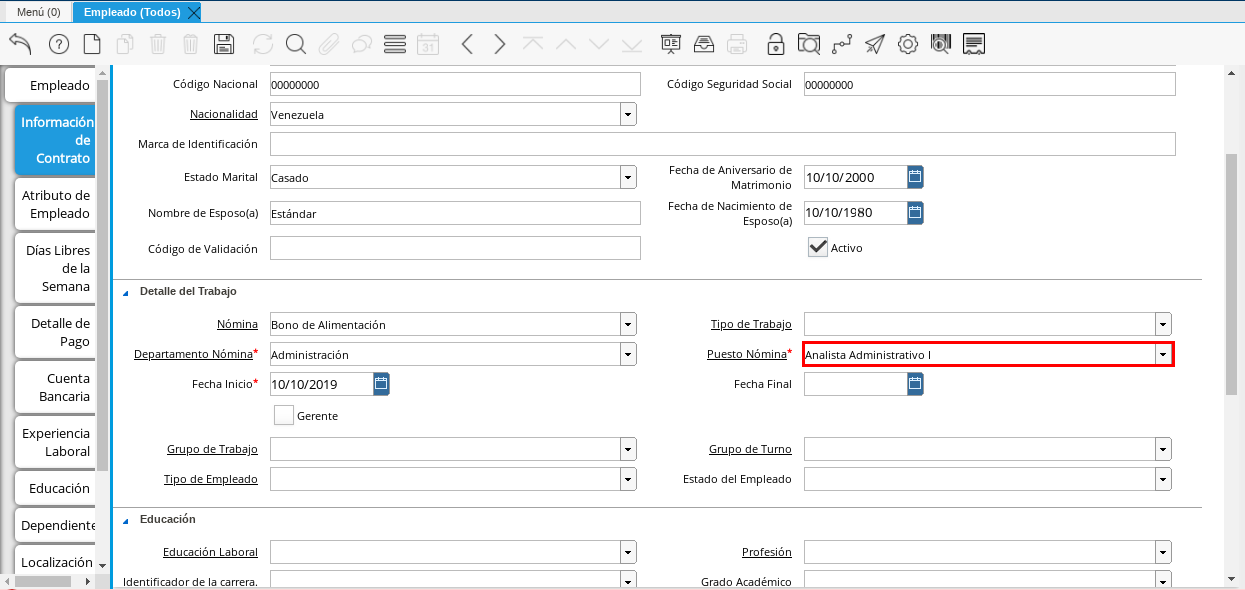 Menú (0)
Empleado (Todos)
31
Empleado
Información
de
Contrato
Atributo de
Empleado
Días Libres
de la
Semana
Detalle de
Pago
Cuenta
Bancaria
Experiencia
Laboral
Educación
Dependiente
Localización
Código Nacional 00000000 Código Seguridad Social 00000000
Nacionalidad Venezuela
Marca de Identificación
Estado Marital Casado Fecha de Aniversario de
Matrimonio 10/10/2000
Nombre de Esposo(a) Estándar Fecha de Nacimiento de
Esposo(a) 10/10/1980
Código de Validación Activo
Detalle del Trabajo
Nómina Bono de Alimentación Tipo de Trabajo
Departamento Nómina* Administración Puesto Nómina* Analista Administrativo I
Fecha Inicio* 10/10/2019 Fecha Final
Gerente
Grupo de Trabajo Grupo de Turno
Tipo de Empleado Estado del Empleado
Educación
Educación Laboral Profesión
Identificador de la carrera. Grado Académico